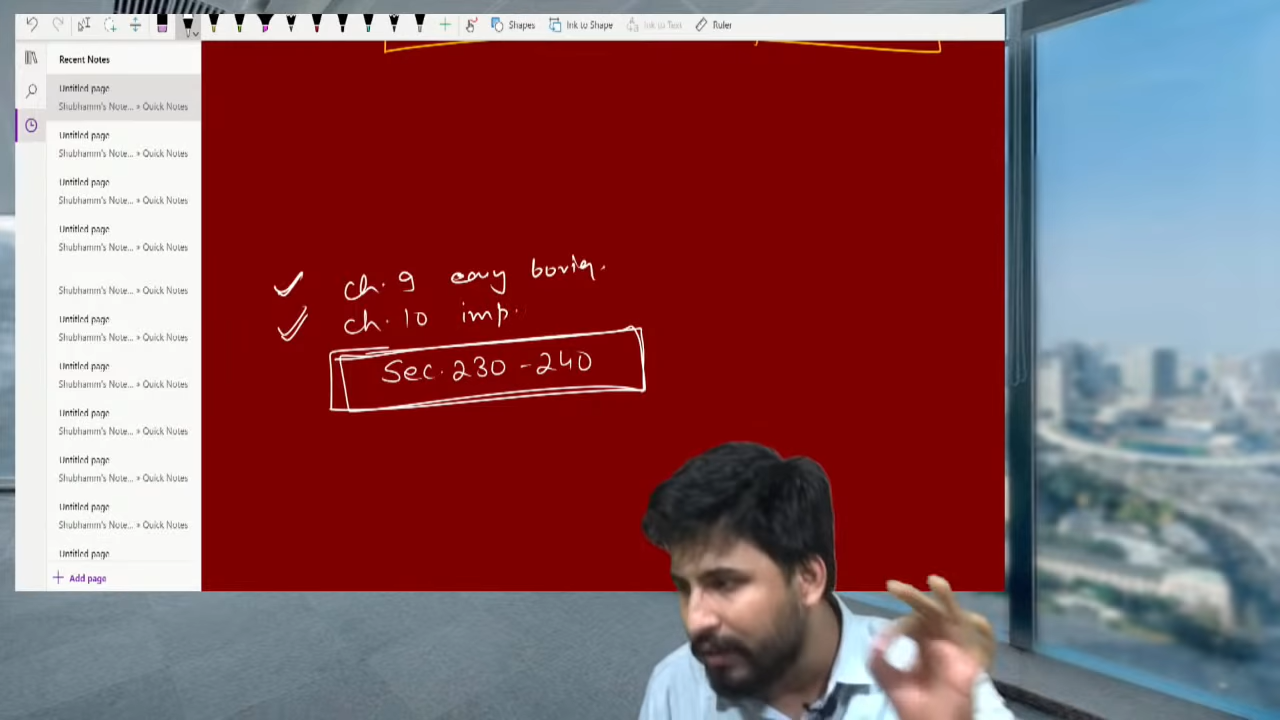 Shapes
Ink to Shape
Ink to Text
Ruler
Recent Notes
Untitled page
Shubhamm's Note... » Quick Notes
Untitled page
Shubhamm's Note... » Quick Notes
Untitled page
Shubhamm's Note... » Quick Notes
Untitled page
Shubhamm's Note... » Quick Notes
Shubhamm's Note... » Quick Notes
Untitled page
Shubhamm's Note... » Quick Notes
Untitled page
Shubhamm's Note... » Quick Notes
Untitled page
Shubhamm's Note... » Quick Notes
Untitled page
Shubhamm's Note... » Quick Notes
Untitled page
Shubhamm's Note... » Quick Notes
Untitled page
Add page
ch. 9
ch. 10 imp.
Sec. 230 - 240